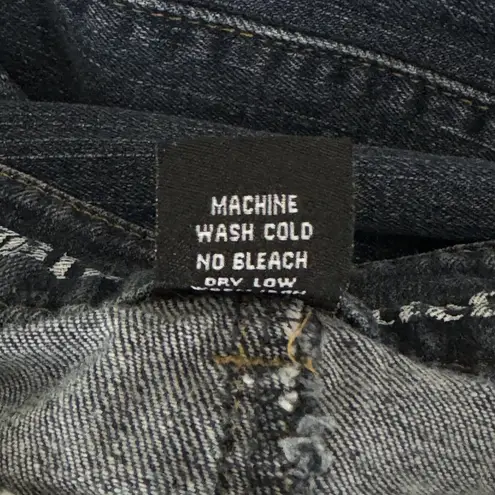 MACHINE
WASH COLD
NO BLEACH
DRY LOW